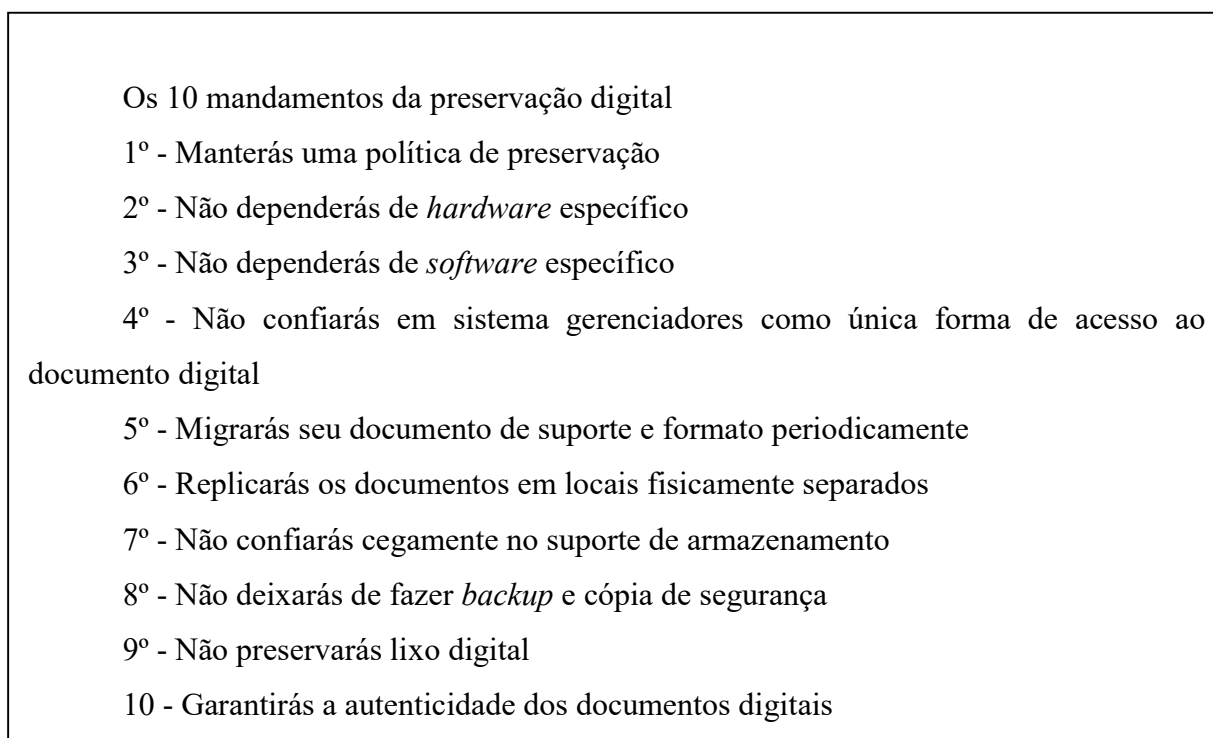 Os 10 mandamentos da preservação digital
1º - Manterás uma política de preservação
2º - Não dependerás de hardware específico
3º - Não dependerás de software específico
4º - Não confiarás em sistema gerenciadores como única forma de acesso ao
documento digital
5º - Migrarás seu documento de suporte e formato periodicamente
6º - Replicarás os documentos em locais fisicamente separados
7º - Não confiarás cegamente no suporte de armazenamento
8º - Não deixarás de fazer backup e cópia de segurança
9º - Não preservarás lixo digital
10 - Garantirás a autenticidade dos documentos digitais